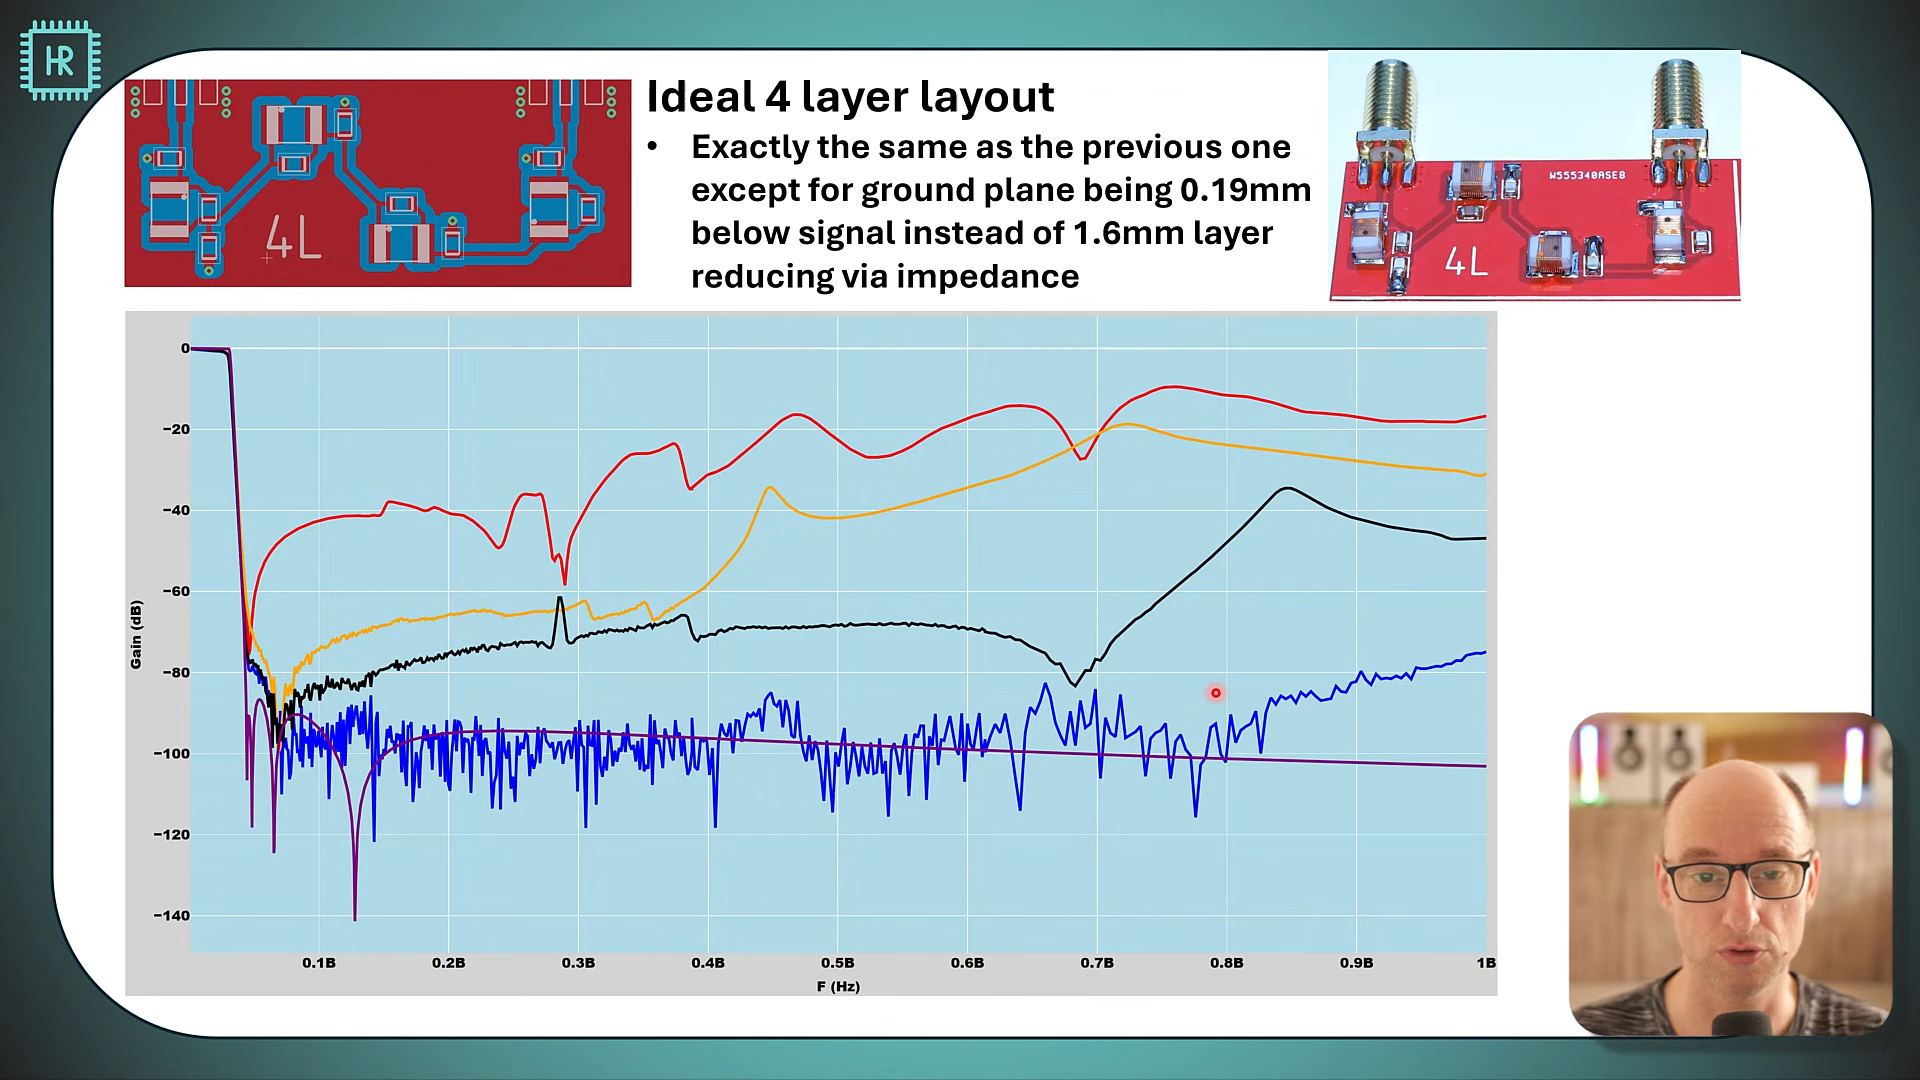 HR
4L
Ideal 4 layer layout
• Exactly the same as the previous one
except for ground plane being 0.19mm
below signal instead of 1.6mm layer
reducing via impedance
W555340ASE8
4L
Gain (dB)
0
−20
−40
−60
−80
−100
−120
−140
0.1B 0.2B 0.3B 0.4B 0.5B 0.6B 0.7B 0.8B 0.9B 1B
F (Hz)